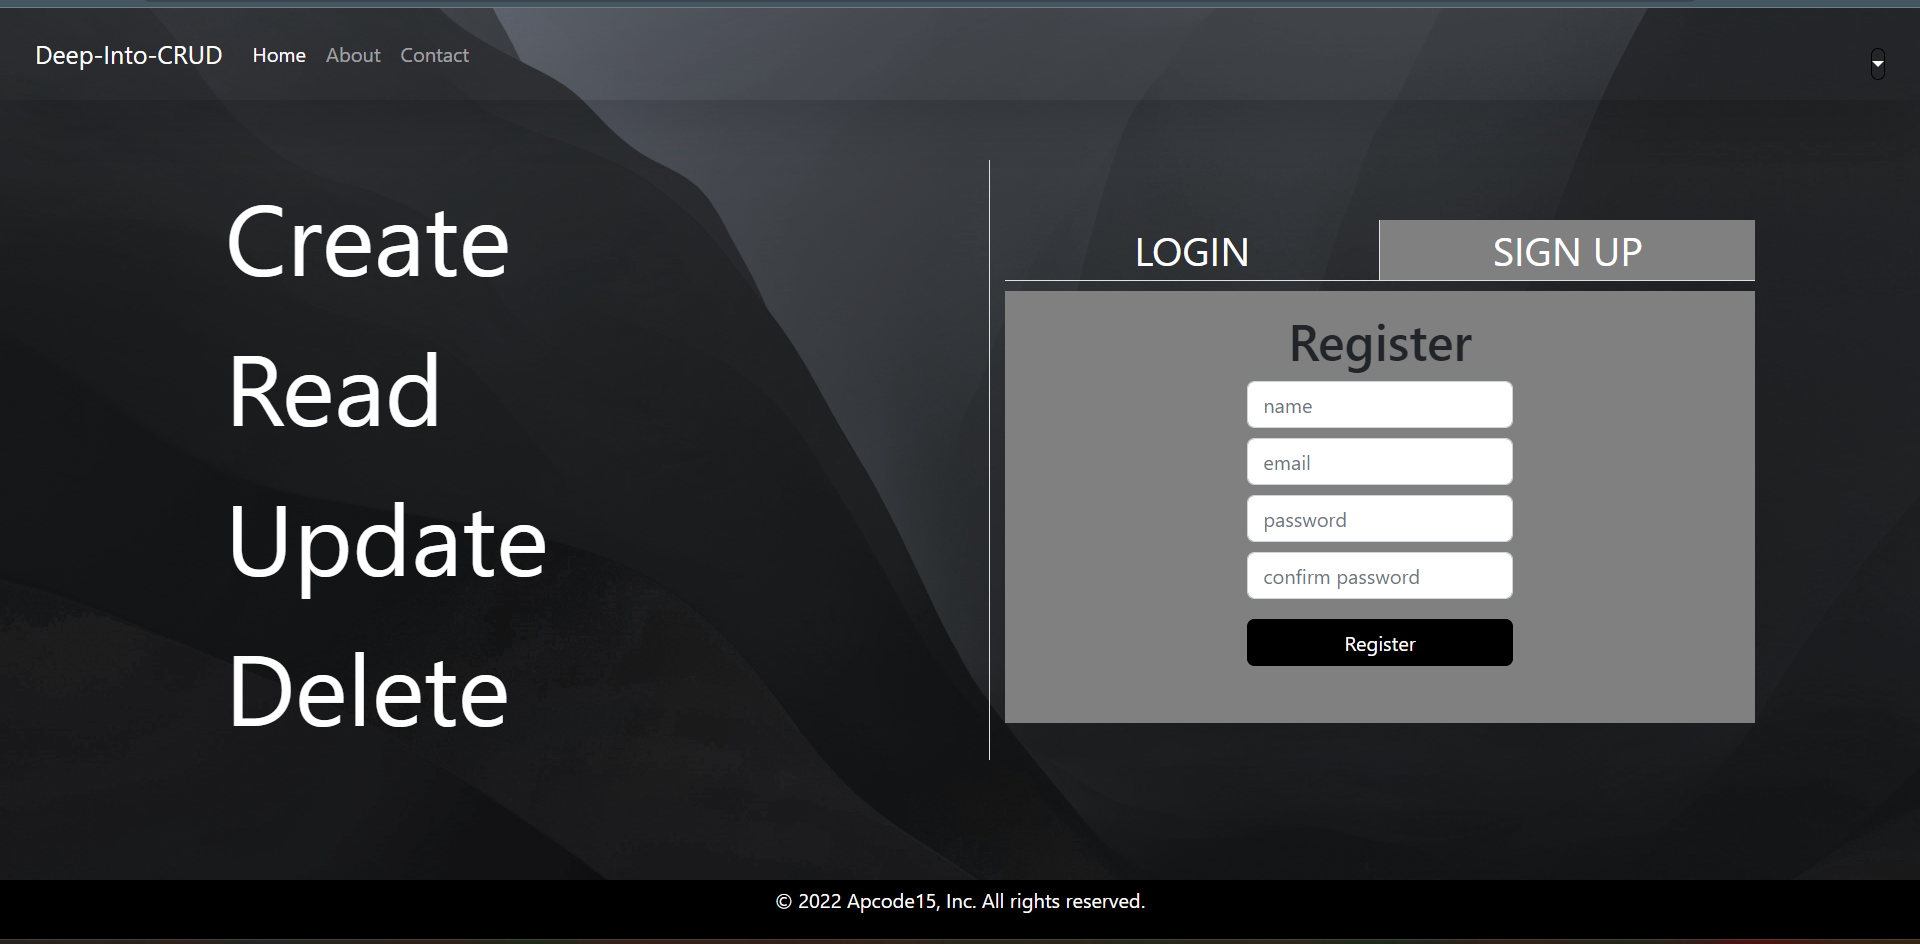 Deep-Into-CRUD Home About Contact
Create
Read
Update
Delete
LOGIN SIGN UP
Register
name
email
password
confirm password
Register
© 2022 Apcode15, Inc. All rights reserved.